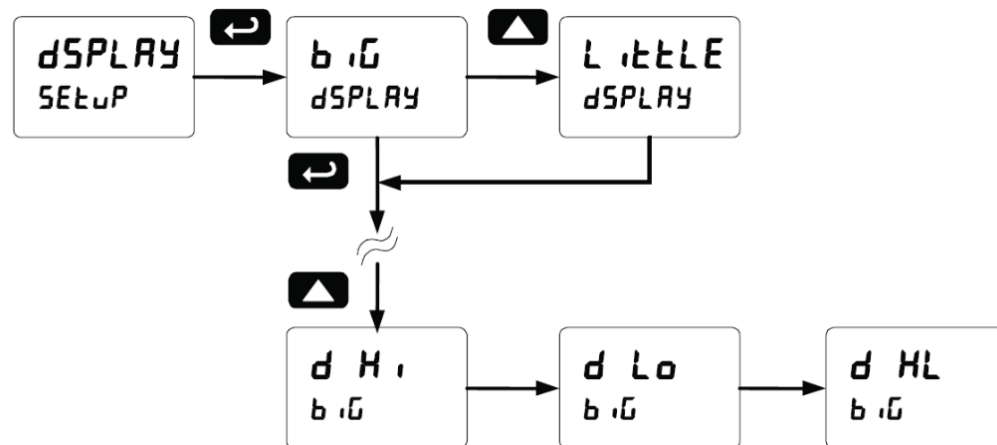 dSPLAY
SEtuP
biG
dSPLAY
LittLE
dSPLAY
d Hi
biG
d Lo
biG
d HL
biG